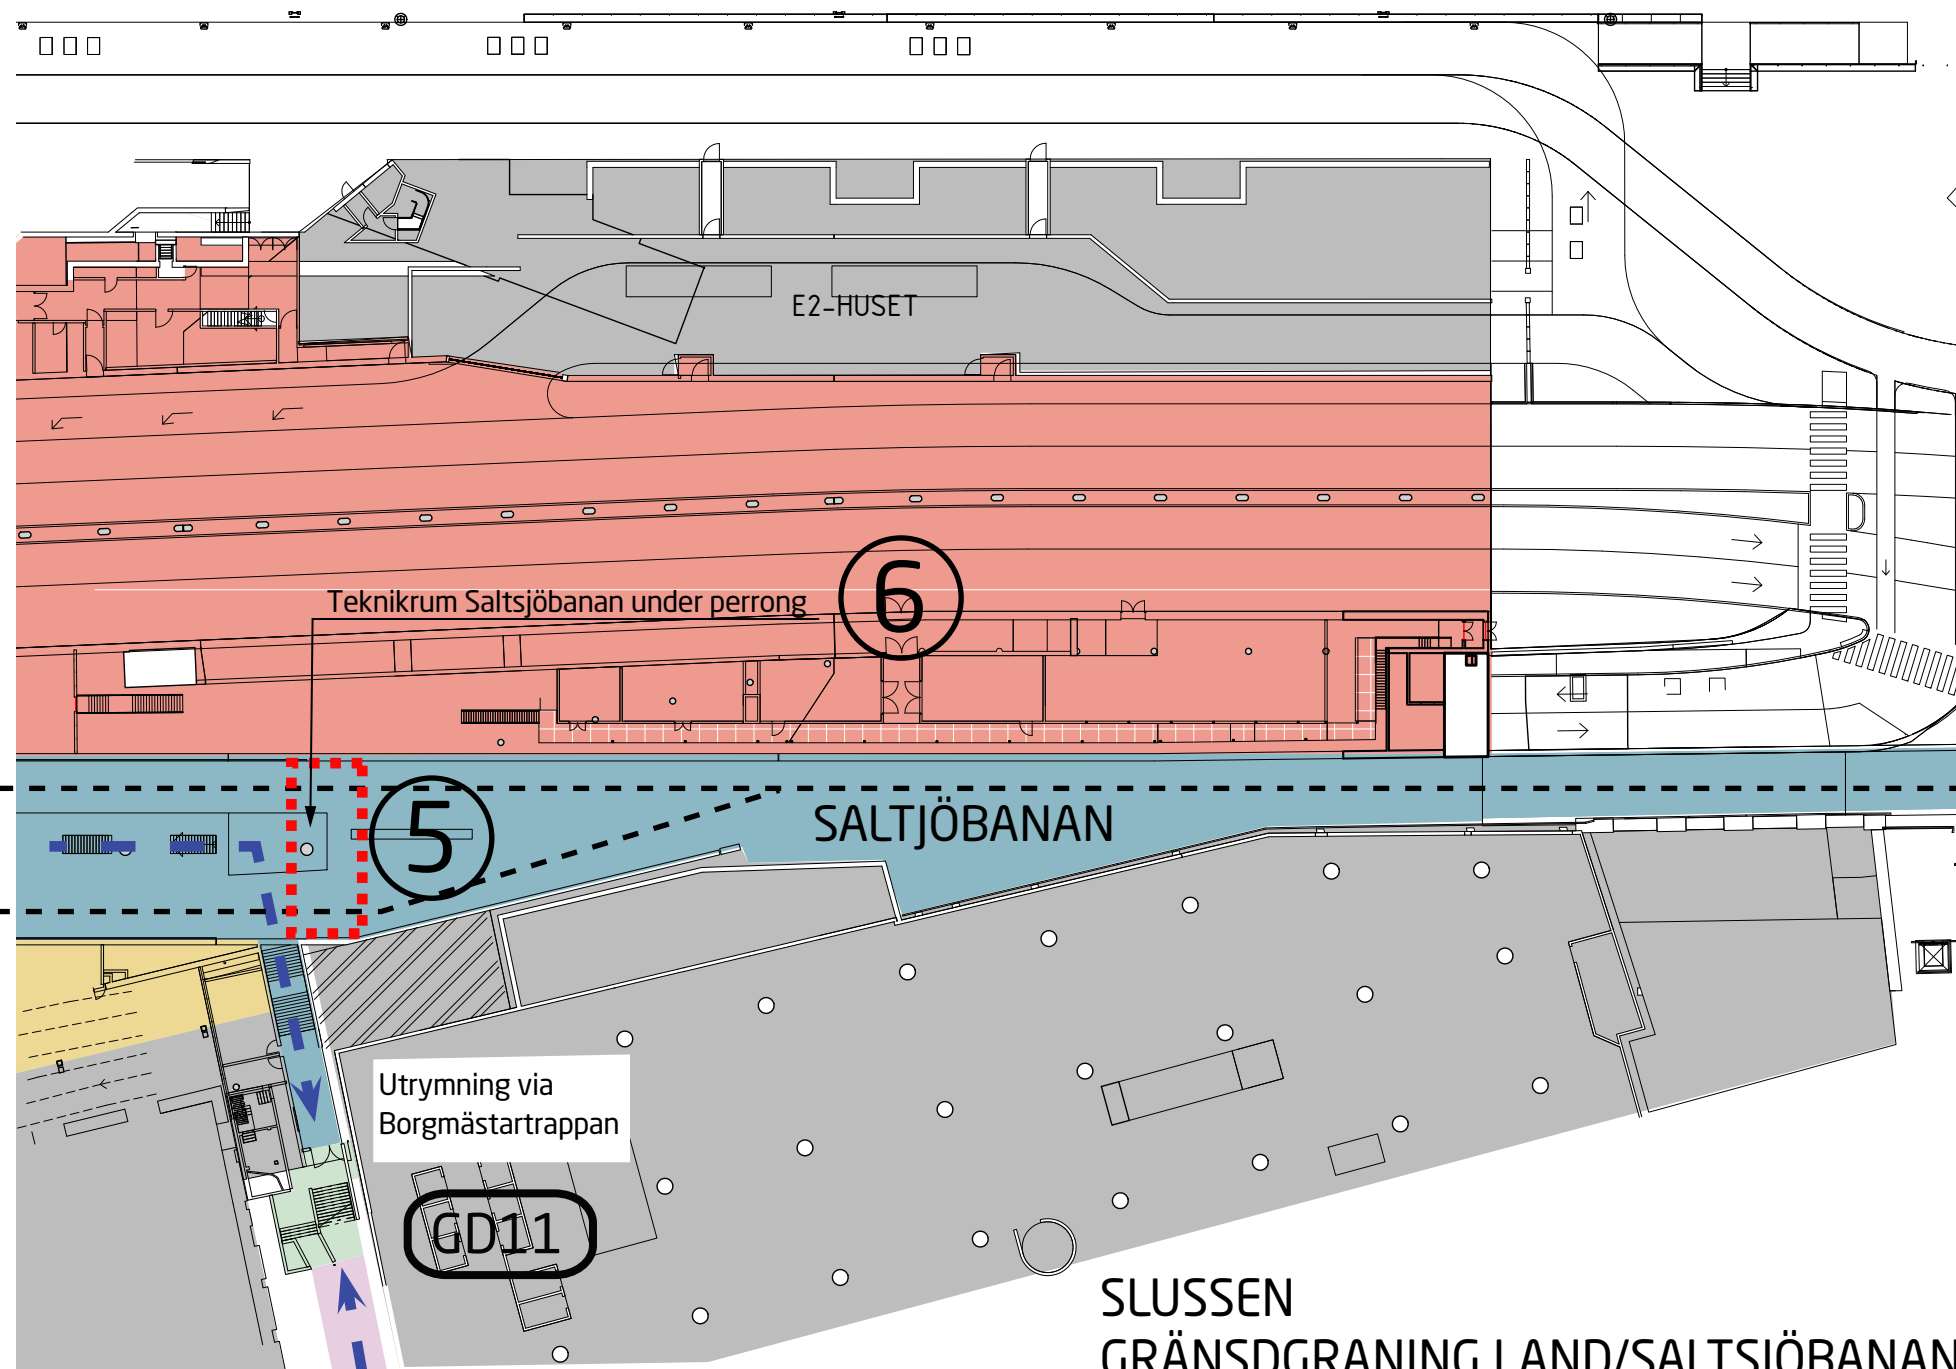 E2-HUSET
6
Teknikrum Saltsjöbanan under perrong
5
SALTJÖBANAN
Utrymning via
Borgmästartrappan
GD11
SLUSSEN
GRÄNSDGRANING LAND/SALTSJÖBANAN